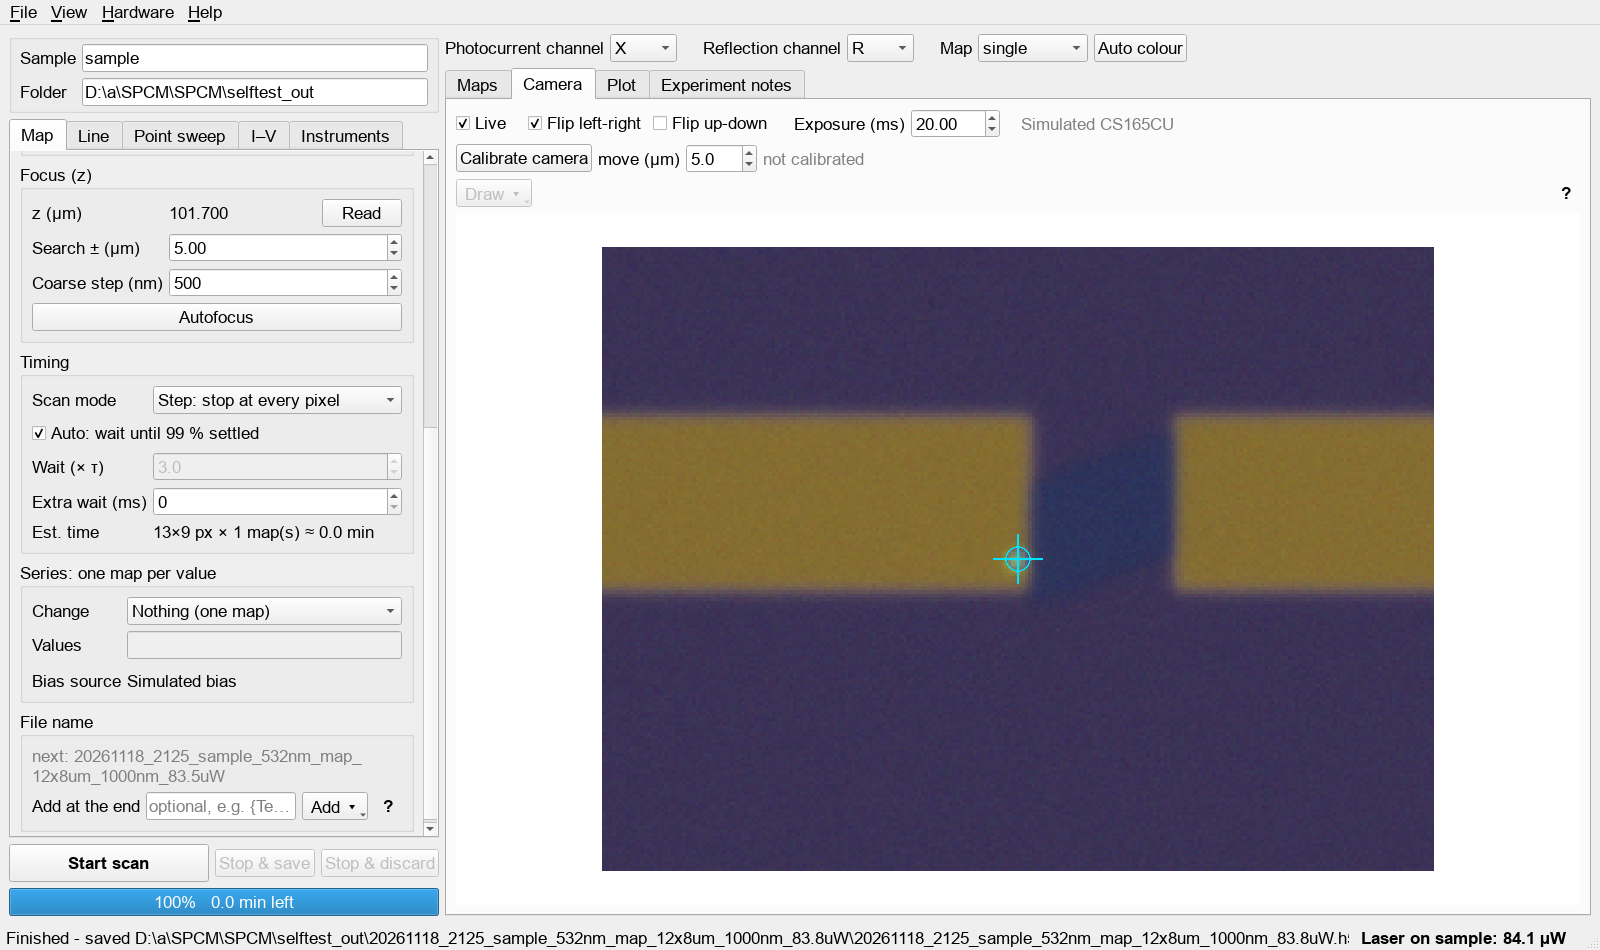 File View Hardware Help
Sample sample
Folder D:\a\SPCM\SPCM\selftest_out
Map Line Point sweep I–V Instruments
Focus (z)
z (µm) 101.700 Read
Search ± (µm) 5.00
Coarse step (nm) 500
Autofocus
Timing
Scan mode Step: stop at every pixel
Auto: wait until 99 % settled
Wait (× τ) 3.0
Extra wait (ms) 0
Est. time 13×9 px × 1 map(s) ≈ 0.0 min
Series: one map per value
Change Nothing (one map)
Values
Bias source Simulated bias
File name
next: 20261118_2125_sample_532nm_map_
12x8um_1000nm_83.5uW
Add at the end optional, e.g. {Te... Add ?
Start scan Stop & save Stop & discard
100% 0.0 min left
Photocurrent channel X Reflection channel R Map single Auto colour
Maps Camera Plot Experiment notes
Live Flip left-right Flip up-down Exposure (ms) 20.00 Simulated CS165CU
Calibrate camera move (µm) 5.0 not calibrated
Draw ?
Finished - saved D:\a\SPCM\SPCM\selftest_out\20261118_2125_sample_532nm_map_12x8um_1000nm_83.8uW\20261118_2125_sample_532nm_map_12x8um_1000nm_83.8uW.h Laser on sample: 84.1 µW